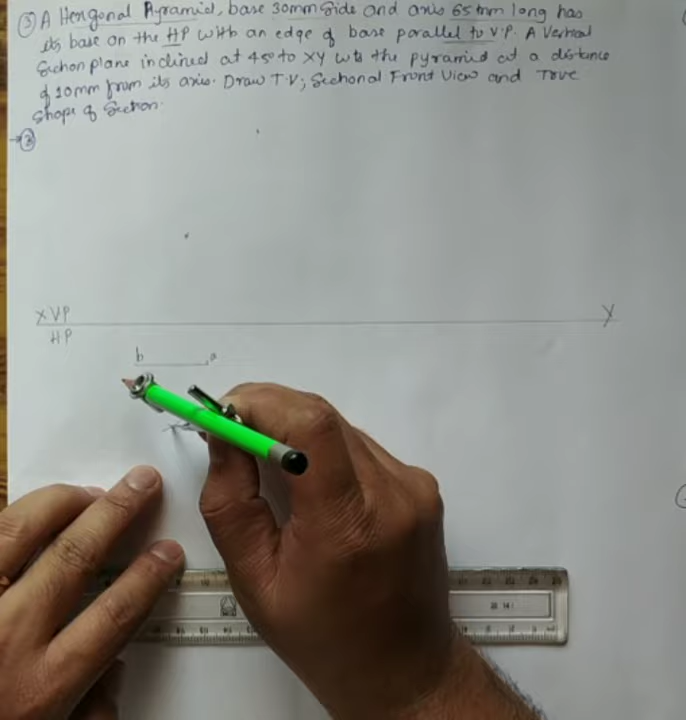 ③ A Hexgonal Pyramid, base 30mm side and axis 65 mm long has
its base on the HP with an edge of base parallel to V.P. A Vertical
Section plane inclined at 45° to XY cuts the pyramid at a distance
of 10mm from its axis. Draw T.V, Sectional Front View and True
Shape of Section.
X VP Y
HP
b a